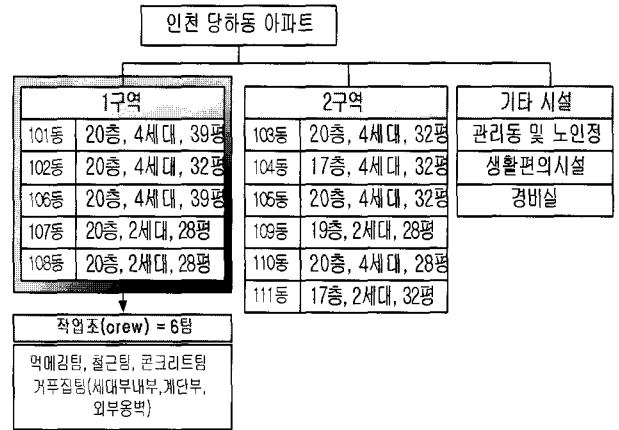 인천 당하동 아파트
1구역
101동 20층, 4세대, 39평
102동 20층, 4세대, 32평
106동 20층, 4세대, 39평
107동 20층, 2세대, 28평
108동 20층, 2세대, 28평
2구역
103동 20층, 4세대, 32평
104동 17층, 4세대, 32평
105동 20층, 4세대, 32평
109동 19층, 2세대, 28평
110동 20층, 4세대, 28평
111동 17층, 2세대, 32평
기타 시설
관리동 및 노인정
생활편의시설
경비실
작업조(crew) = 6팀
먹메김팀, 철근팀, 콘크리트팀
거푸집팀(세대부내부,계단부,
외부옹벽)